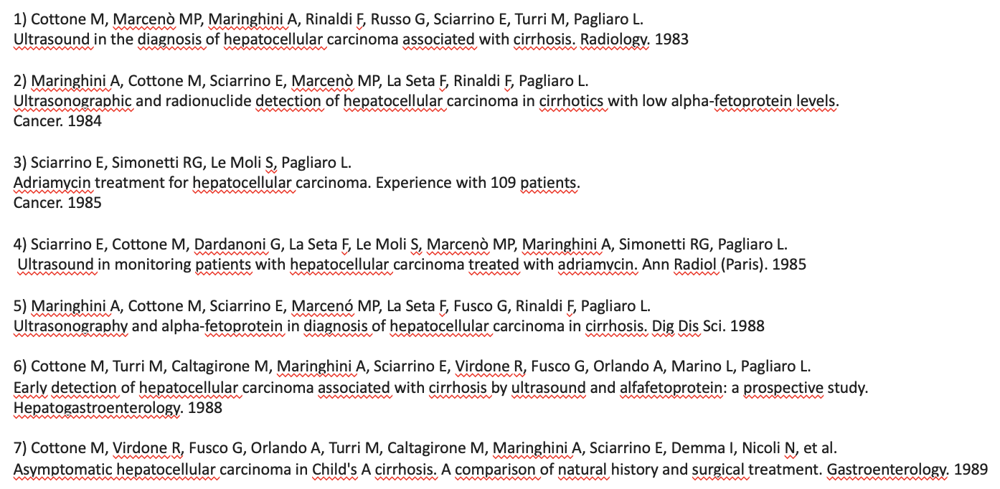 1) Cottone M, Marcenò MP, Maringhini A, Rinaldi F, Russo G, Sciarrino E, Turri M, Pagliaro L.
Ultrasound in the diagnosis of hepatocellular carcinoma associated with cirrhosis. Radiology. 1983
2) Maringhini A, Cottone M, Sciarrino E, Marcenò MP, La Seta F, Rinaldi F, Pagliaro L.
Ultrasonographic and radionuclide detection of hepatocellular carcinoma in cirrhotics with low alpha-fetoprotein levels.
Cancer. 1984
3) Sciarrino E, Simonetti RG, Le Moli S, Pagliaro L.
Adriamycin treatment for hepatocellular carcinoma. Experience with 109 patients.
Cancer. 1985
4) Sciarrino E, Cottone M, Dardanoni G, La Seta F, Le Moli S, Marcenò MP, Maringhini A, Simonetti RG, Pagliaro L.
Ultrasound in monitoring patients with hepatocellular carcinoma treated with adriamycin. Ann Radiol (Paris). 1985
5) Maringhini A, Cottone M, Sciarrino E, Marcenó MP, La Seta F, Fusco G, Rinaldi F, Pagliaro L.
Ultrasonography and alpha-fetoprotein in diagnosis of hepatocellular carcinoma in cirrhosis. Dig Dis Sci. 1988
6) Cottone M, Turri M, Caltagirone M, Maringhini A, Sciarrino E, Virdone R, Fusco G, Orlando A, Marino L, Pagliaro L.
Early detection of hepatocellular carcinoma associated with cirrhosis by ultrasound and alfafetoprotein: a prospective study.
Hepatogastroenterology. 1988
7) Cottone M, Virdone R, Fusco G, Orlando A, Turri M, Caltagirone M, Maringhini A, Sciarrino E, Demma I, Nicoli N, et al.
Asymptomatic hepatocellular carcinoma in Child's A cirrhosis. A comparison of natural history and surgical treatment. Gastroenterology. 1989